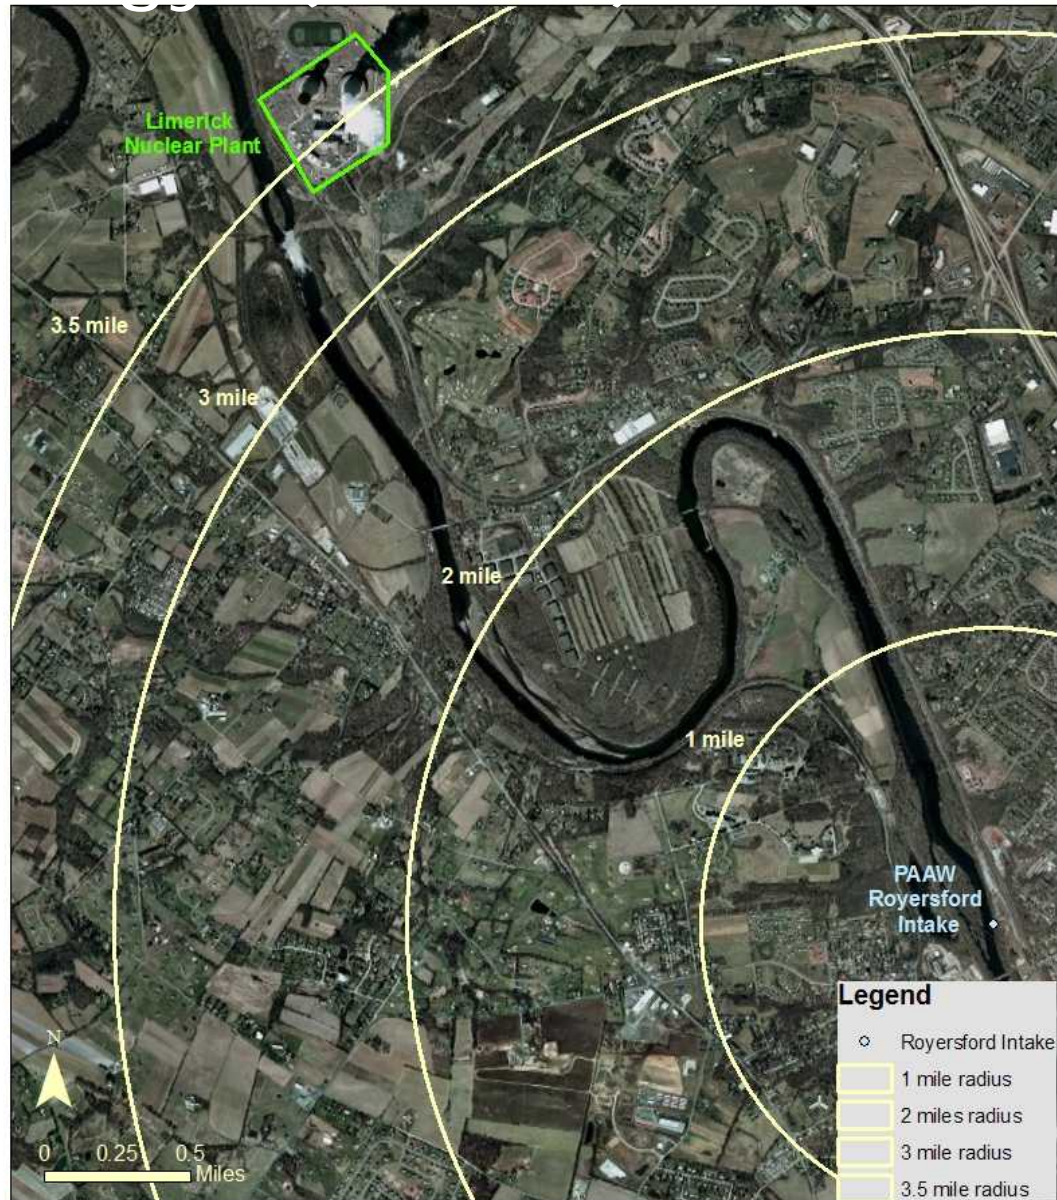 Limerick
Nuclear Plant
3.5 mile
3 mile
2 mile
1 mile
PAAW
Royersford
Intake
Legend
Royersford Intake
1 mile radius
2 miles radius
3 mile radius
3.5 mile radius
N
0 0.25 0.5
Miles